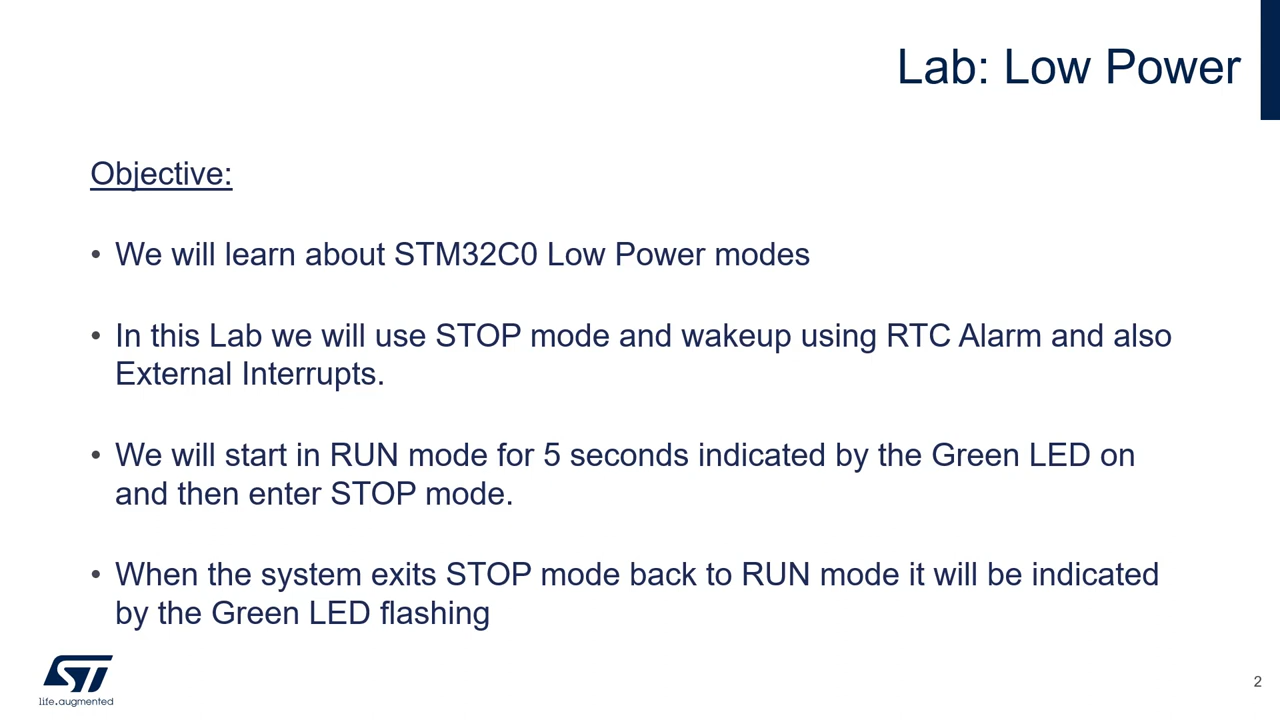 Lab: Low Power
Objective:
• We will learn about STM32C0 Low Power modes
• In this Lab we will use STOP mode and wakeup using RTC Alarm and also
External Interrupts.
• We will start in RUN mode for 5 seconds indicated by the Green LED on
and then enter STOP mode.
• When the system exits STOP mode back to RUN mode it will be indicated
by the Green LED flashing
ST
life.augmented
2